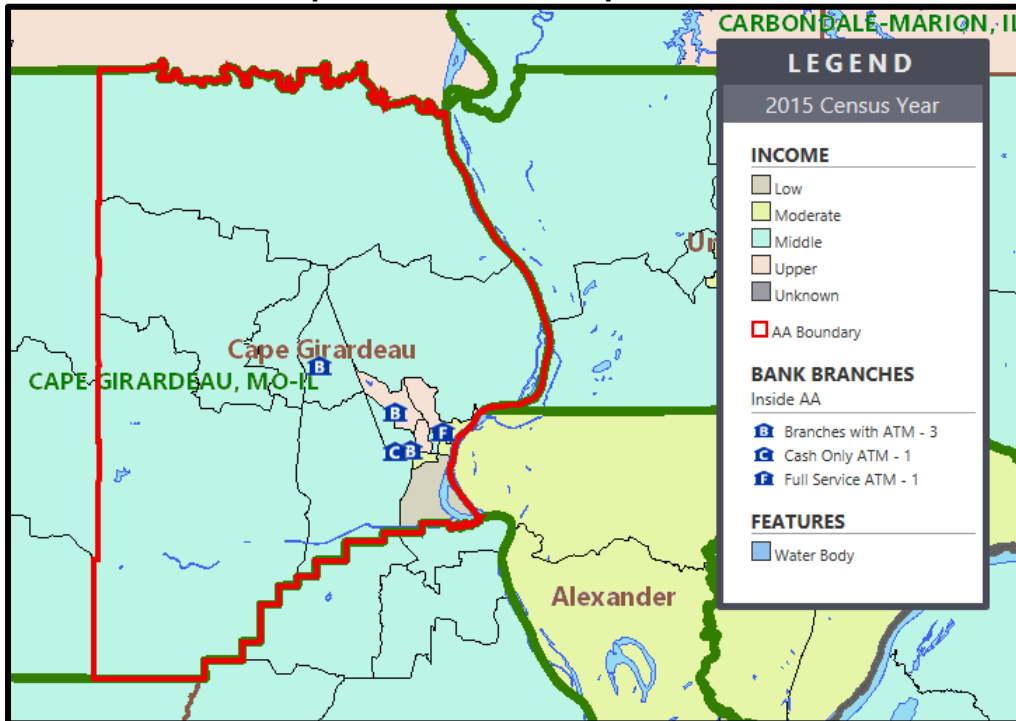 CARBONDALE-MARION, IL
LEGEND
2015 Census Year
INCOME
Low
Moderate
Middle
Upper
Unknown
AA Boundary
BANK BRANCHES
Inside AA
B Branches with ATM - 3
C Cash Only ATM - 1
F Full Service ATM - 1
FEATURES
Water Body
Un
Cape Girardeau
B
CAPE GIRARDEAU, MO-IL
B
F
C B
Alexander